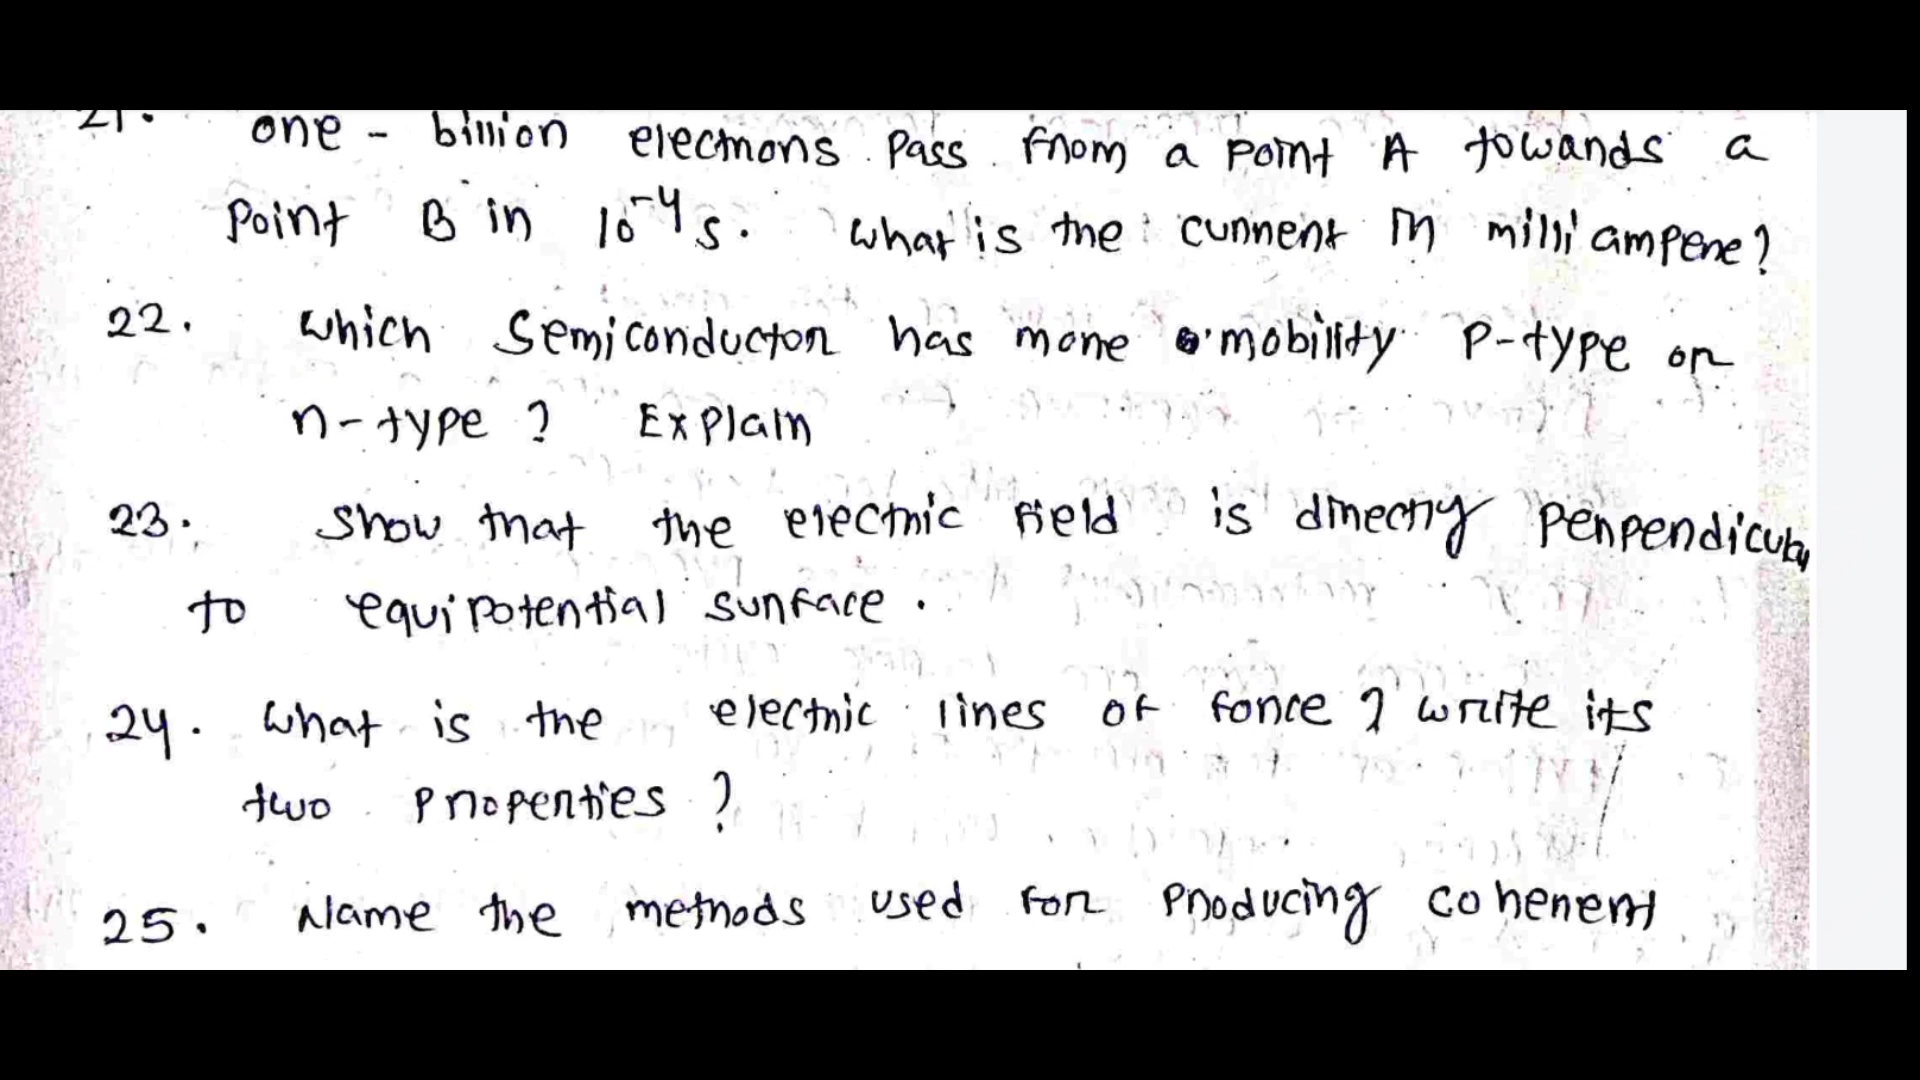 21. one - billion electrons pass from a point A towards a
point B in 10⁻⁴s. what is the current in milli ampere?
22. which semiconductor has more mobility P-type or
n-type ? Explain
23. show that the electric field is directly perpendicular
to equipotential surface.
24. what is the electric lines of force ? write its
two properties ?
25. Name the methods used for producing coherent